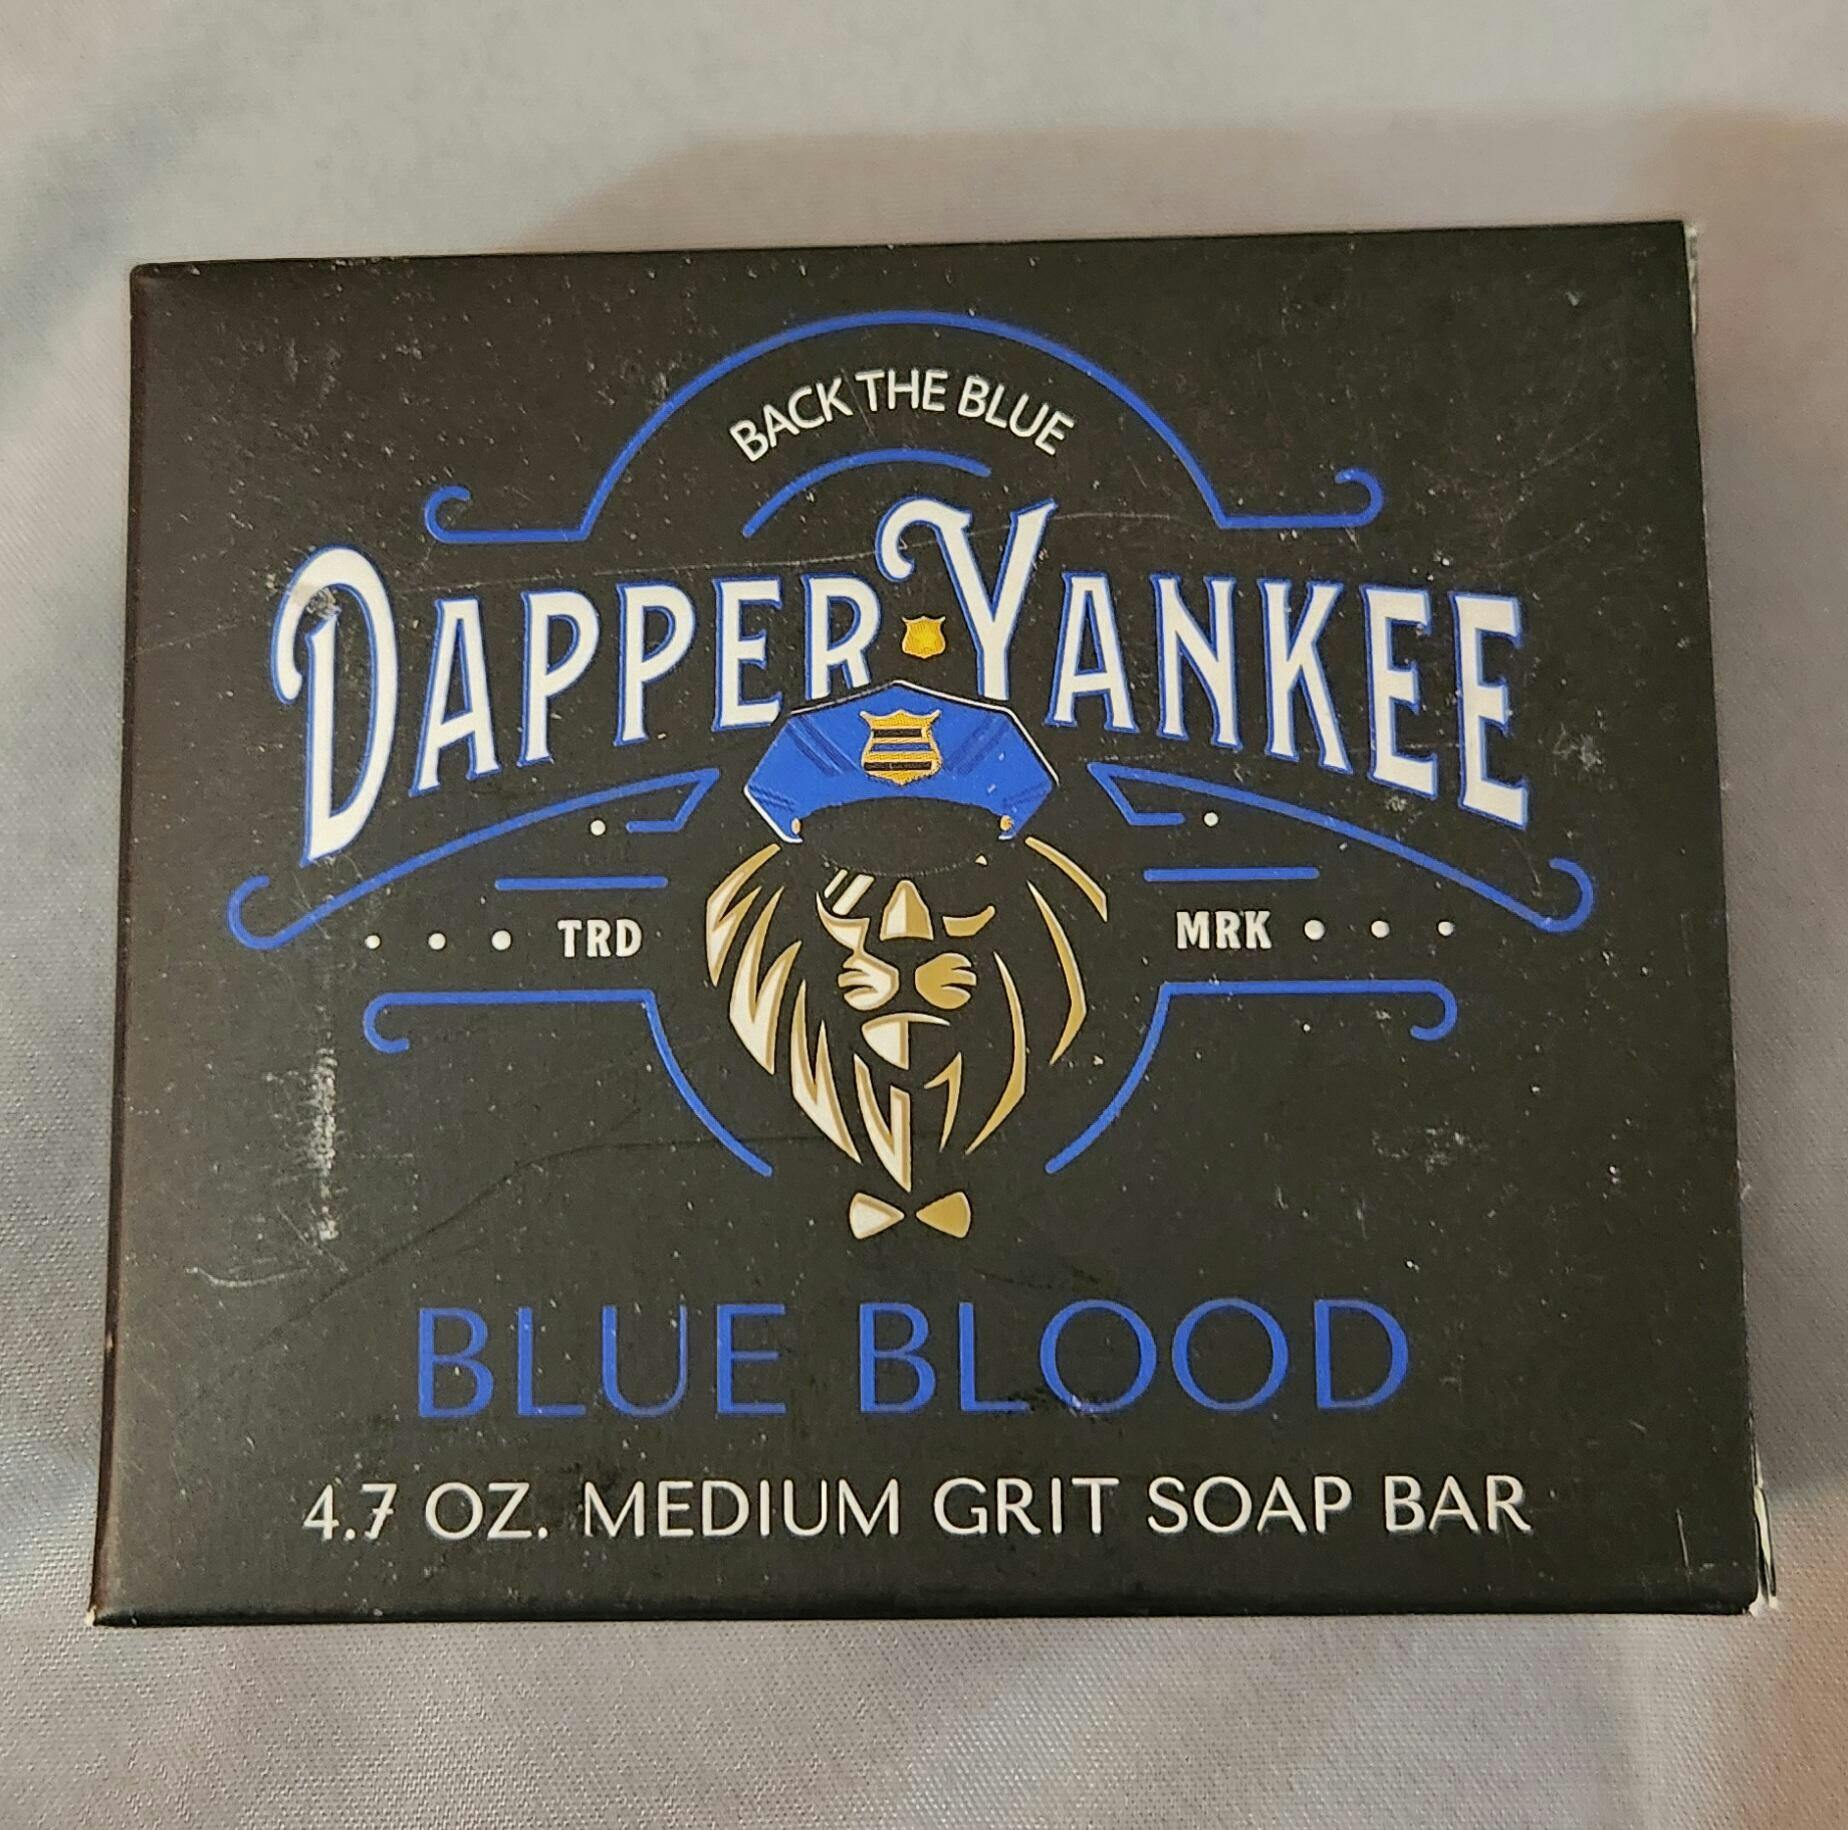 BACK THE BLUE
DAPPER YANKEE
TRD MRK
BLUE BLOOD
4.7 OZ. MEDIUM GRIT SOAP BAR